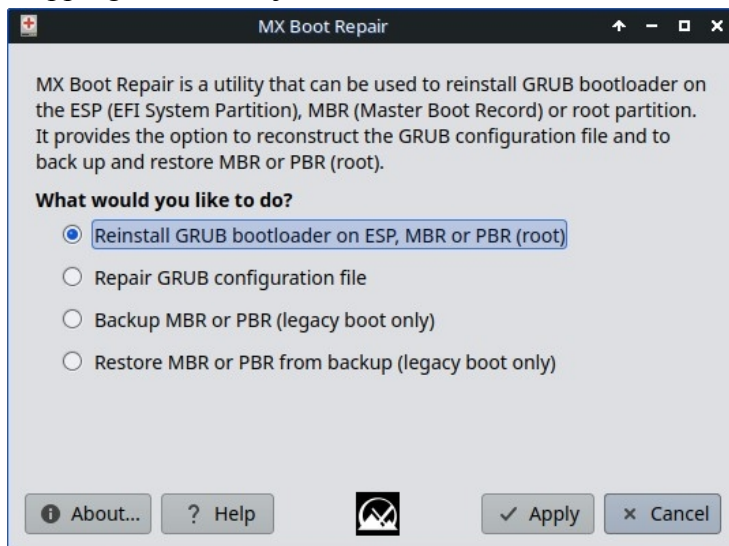 MX Boot Repair
MX Boot Repair is a utility that can be used to reinstall GRUB bootloader on
the ESP (EFI System Partition), MBR (Master Boot Record) or root partition.
It provides the option to reconstruct the GRUB configuration file and to
back up and restore MBR or PBR (root).
What would you like to do?
Reinstall GRUB bootloader on ESP, MBR or PBR (root)
Repair GRUB configuration file
Backup MBR or PBR (legacy boot only)
Restore MBR or PBR from backup (legacy boot only)
About... ? Help Apply Cancel